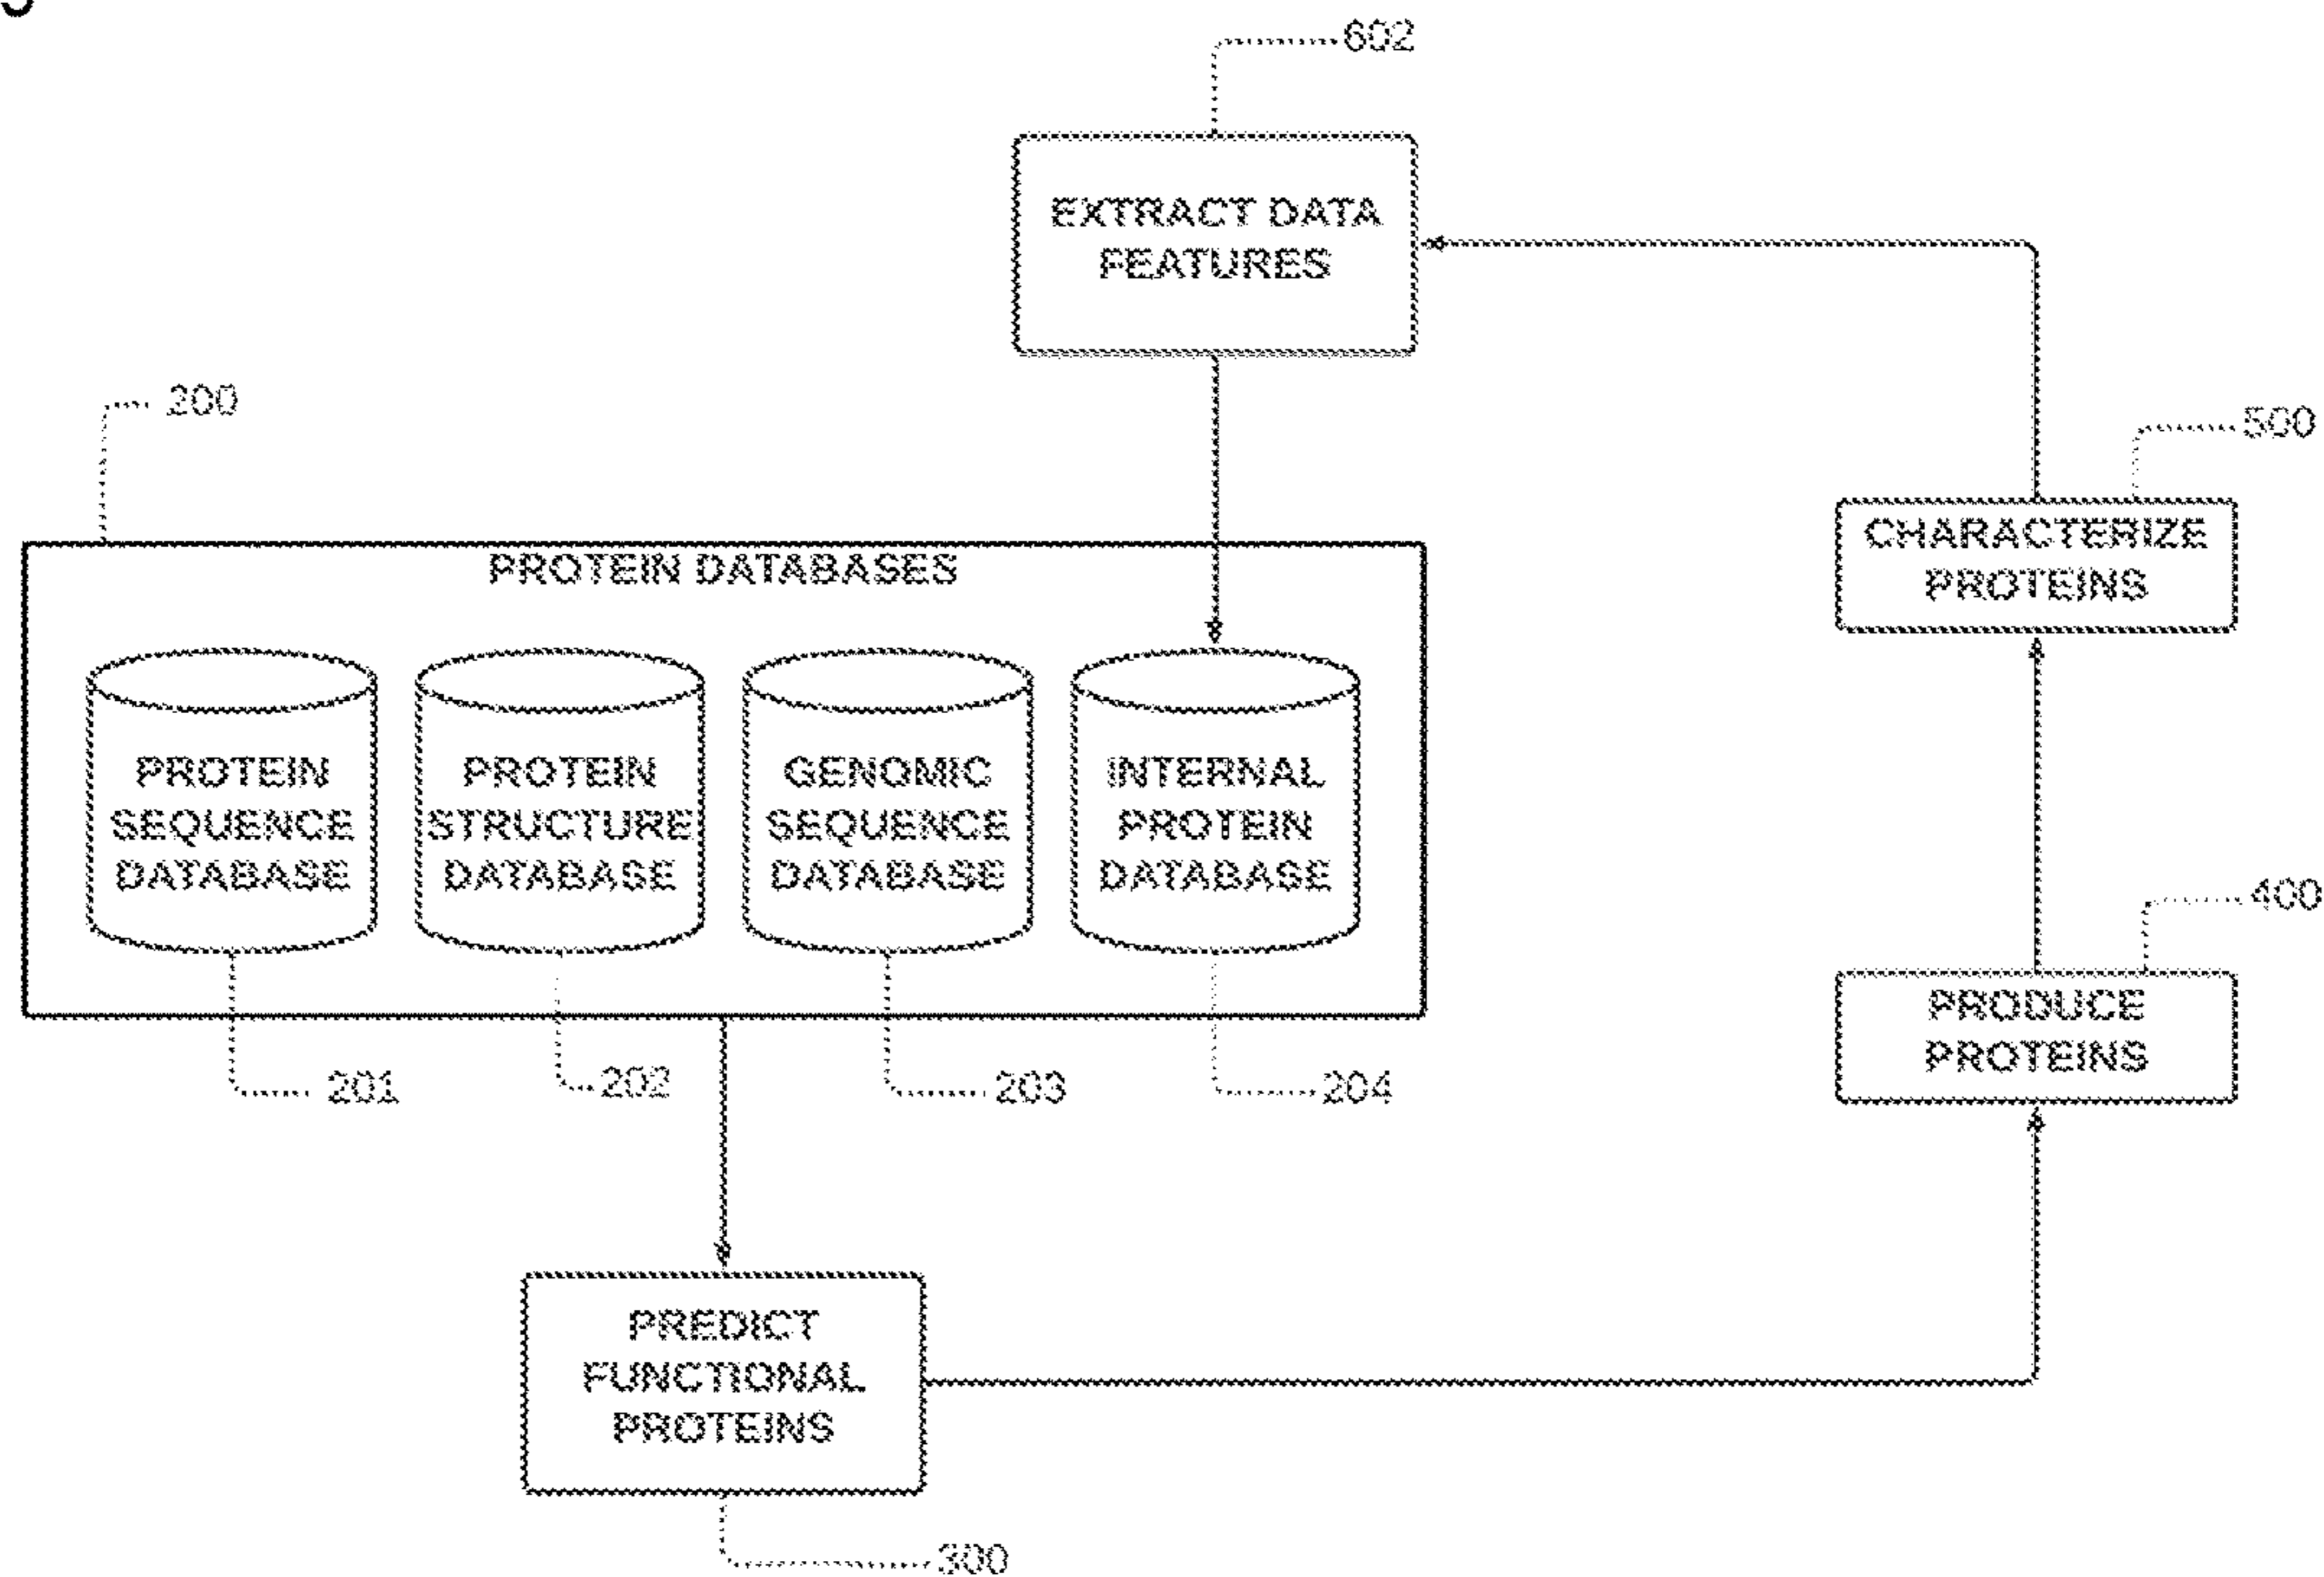 602
EXTRACT DATA
FEATURES
200
500
CHARACTERIZE
PROTEINS
PROTEIN DATABASES
PROTEIN
SEQUENCE
DATABASE
PROTEIN
STRUCTURE
DATABASE
GENOMIC
SEQUENCE
DATABASE
INTERNAL
PROTEIN
DATABASE
400
PRODUCE
PROTEINS
201
202
203
204
PREDICT
FUNCTIONAL
PROTEINS
300